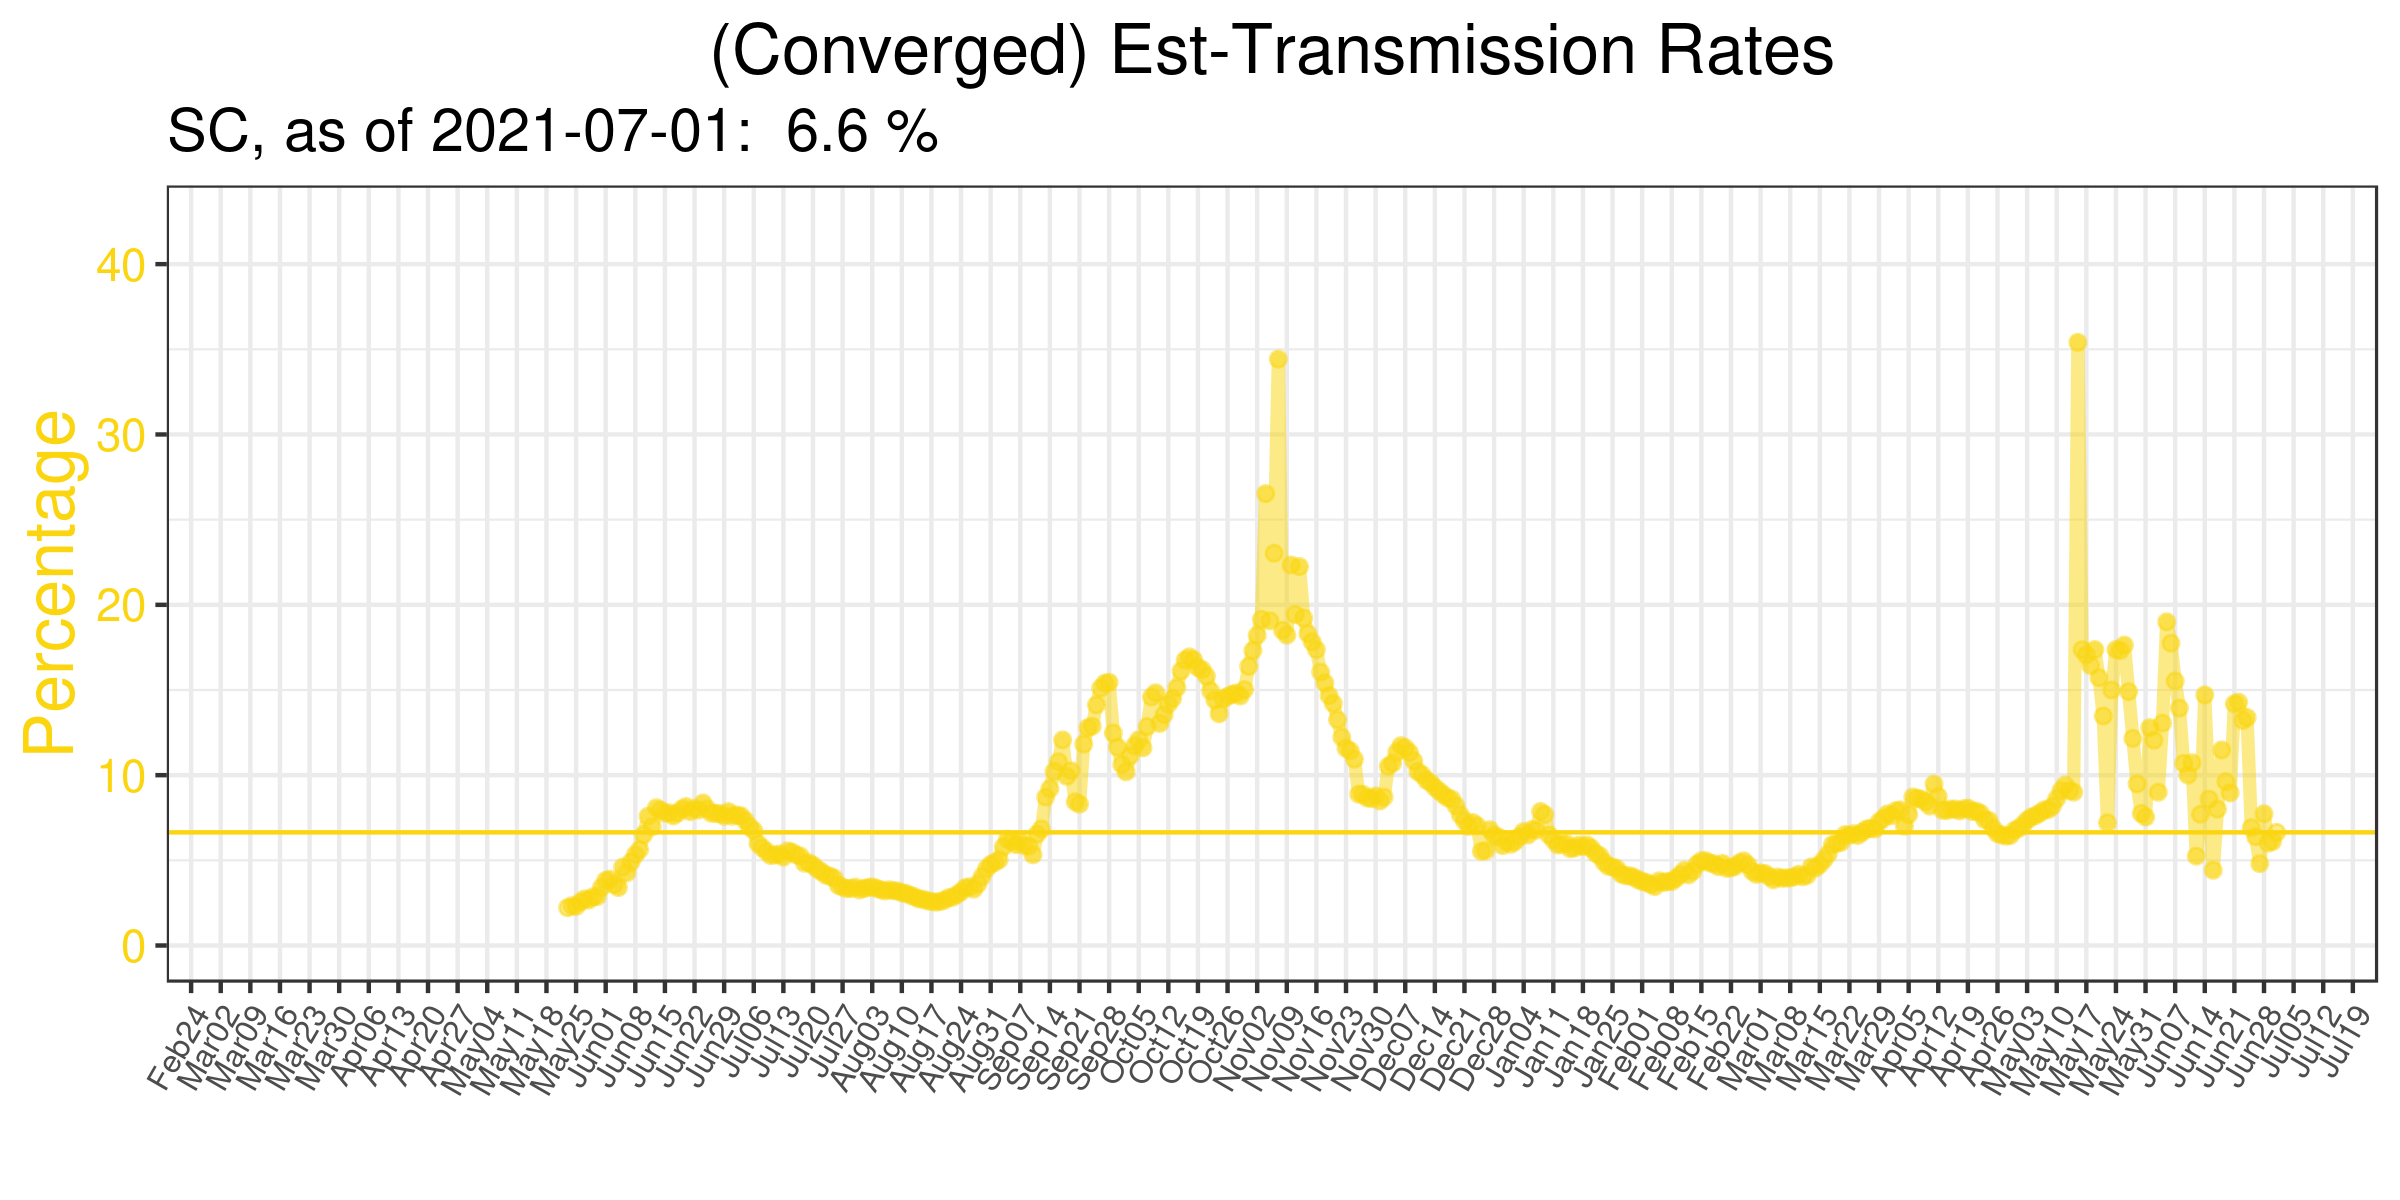 (Converged) Est-Transmission Rates
SC, as of 2021-07-01:  6.6 %
Percentage
40
30
20
10
0
Feb24
Mar02
Mar09
Mar16
Mar23
Mar30
Apr06
Apr13
Apr20
Apr27
May04
May11
May18
May25
Jun01
Jun08
Jun15
Jun22
Jun29
Jul06
Jul13
Jul20
Jul27
Aug03
Aug10
Aug17
Aug24
Aug31
Sep07
Sep14
Sep21
Sep28
Oct05
Oct12
Oct19
Oct26
Nov02
Nov09
Nov16
Nov23
Nov30
Dec07
Dec14
Dec21
Dec28
Jan04
Jan11
Jan18
Jan25
Feb01
Feb08
Feb15
Feb22
Mar01
Mar08
Mar15
Mar22
Mar29
Apr05
Apr12
Apr19
Apr26
May03
May10
May17
May24
May31
Jun07
Jun14
Jun21
Jun28
Jul05
Jul12
Jul19